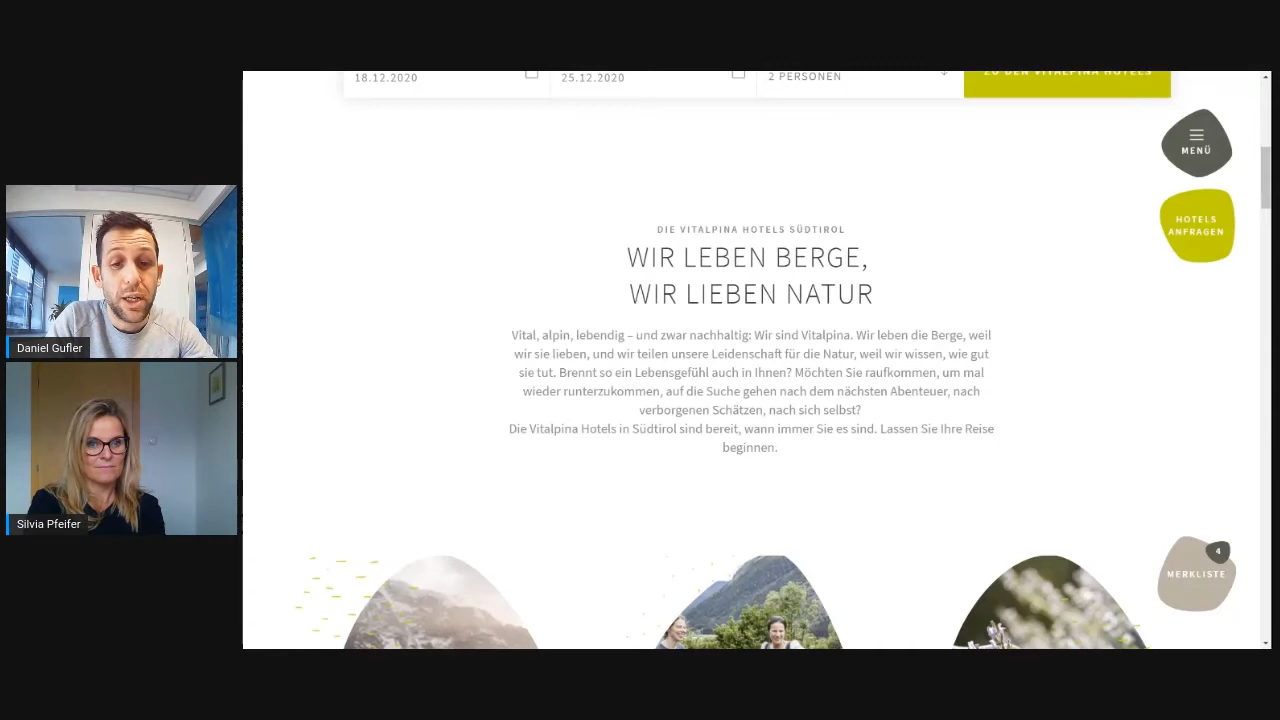 18.12.2020
25.12.2020
2 PERSONEN
ZU DEN VITALPINA HOTELS
MENÜ
HOTELS
ANFRAGEN
DIE VITALPINA HOTELS SÜDTIROL
WIR LEBEN BERGE,
WIR LIEBEN NATUR
Vital, alpin, lebendig – und zwar nachhaltig: Wir sind Vitalpina. Wir leben die Berge, weil
wir sie lieben, und wir teilen unsere Leidenschaft für die Natur, weil wir wissen, wie gut
sie tut. Brennt so ein Lebensgefühl auch in Ihnen? Möchten Sie raufkommen, um mal
wieder runterzukommen, auf die Suche gehen nach dem nächsten Abenteuer, nach
verborgenen Schätzen, nach sich selbst?
Die Vitalpina Hotels in Südtirol sind bereit, wann immer Sie es sind. Lassen Sie Ihre Reise
beginnen.
Daniel Gufler
Silvia Pfeifer
4
MERKLISTE